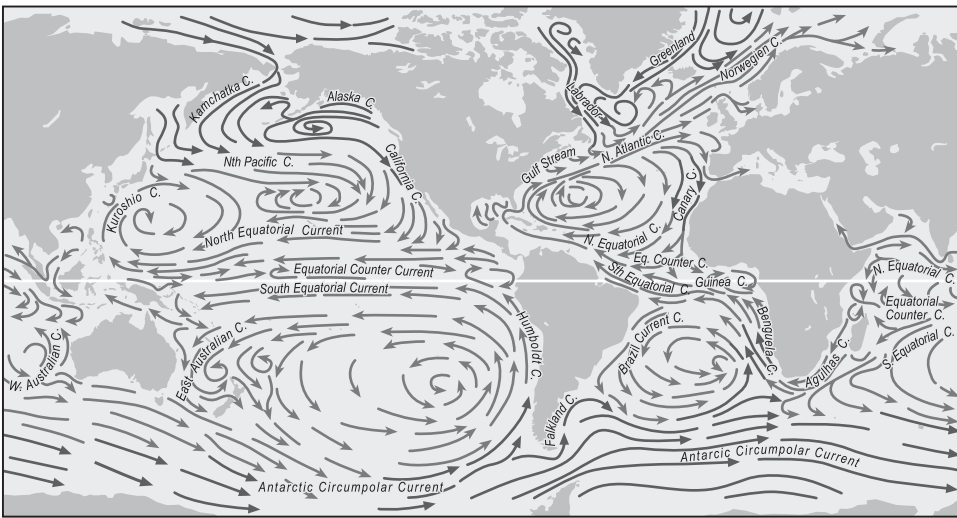 Greenland
Norwegian C.
Kamchatka C.
Alaska C.
Labrador
Nth Pacific C.
California C.
Gulf Stream
N. Atlantic C.
Kuroshio C.
Canary C.
North Equatorial Current
N. Equatorial C.
Eq. Counter C.
Equatorial Counter Current
Sth Equatorial C.
Guinea C.
N. Equatorial C.
South Equatorial Current
Equatorial
Counter C.
W. Australian C.
East Australian C.
Humboldt C.
Brazil Current C.
Benguela C.
Agulhas C.
S. Equatorial C.
Falkland C.
Antarctic Circumpolar Current
Antarcic Circumpolar Current